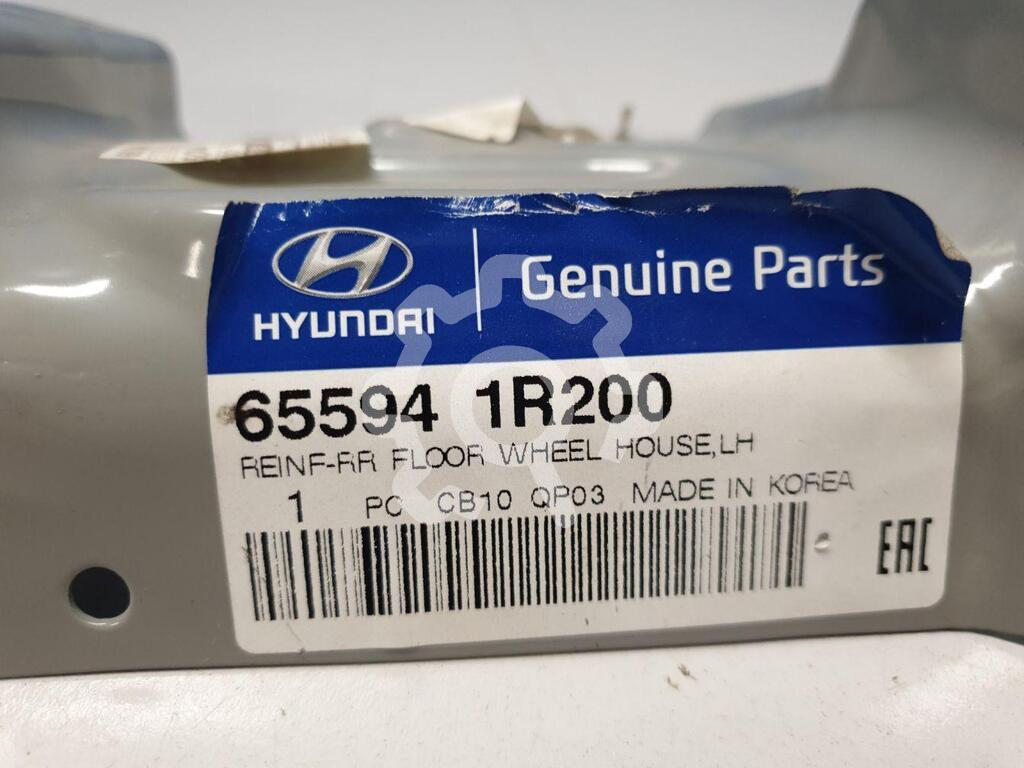 HYUNDAI
Genuine Parts
65594 1R200
REINF-RR FLOOR WHEEL HOUSE,LH
1 PC CB10 QP03 MADE IN KOREA
EAC